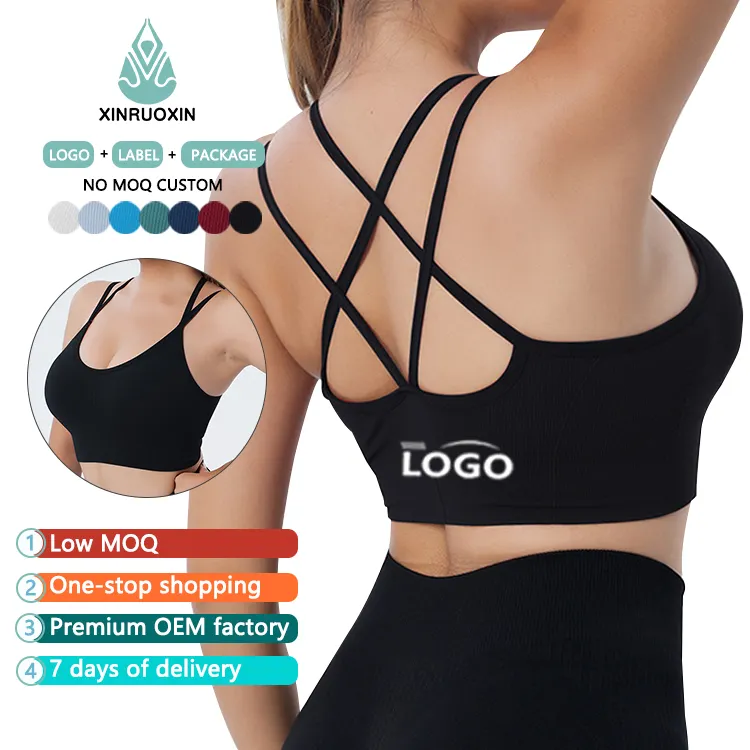 XINRUOXIN
LOGO + LABEL + PACKAGE
NO MOQ CUSTOM
LOGO
1 Low MOQ
2 One-stop shopping
3 Premium OEM factory
4 7 days of delivery